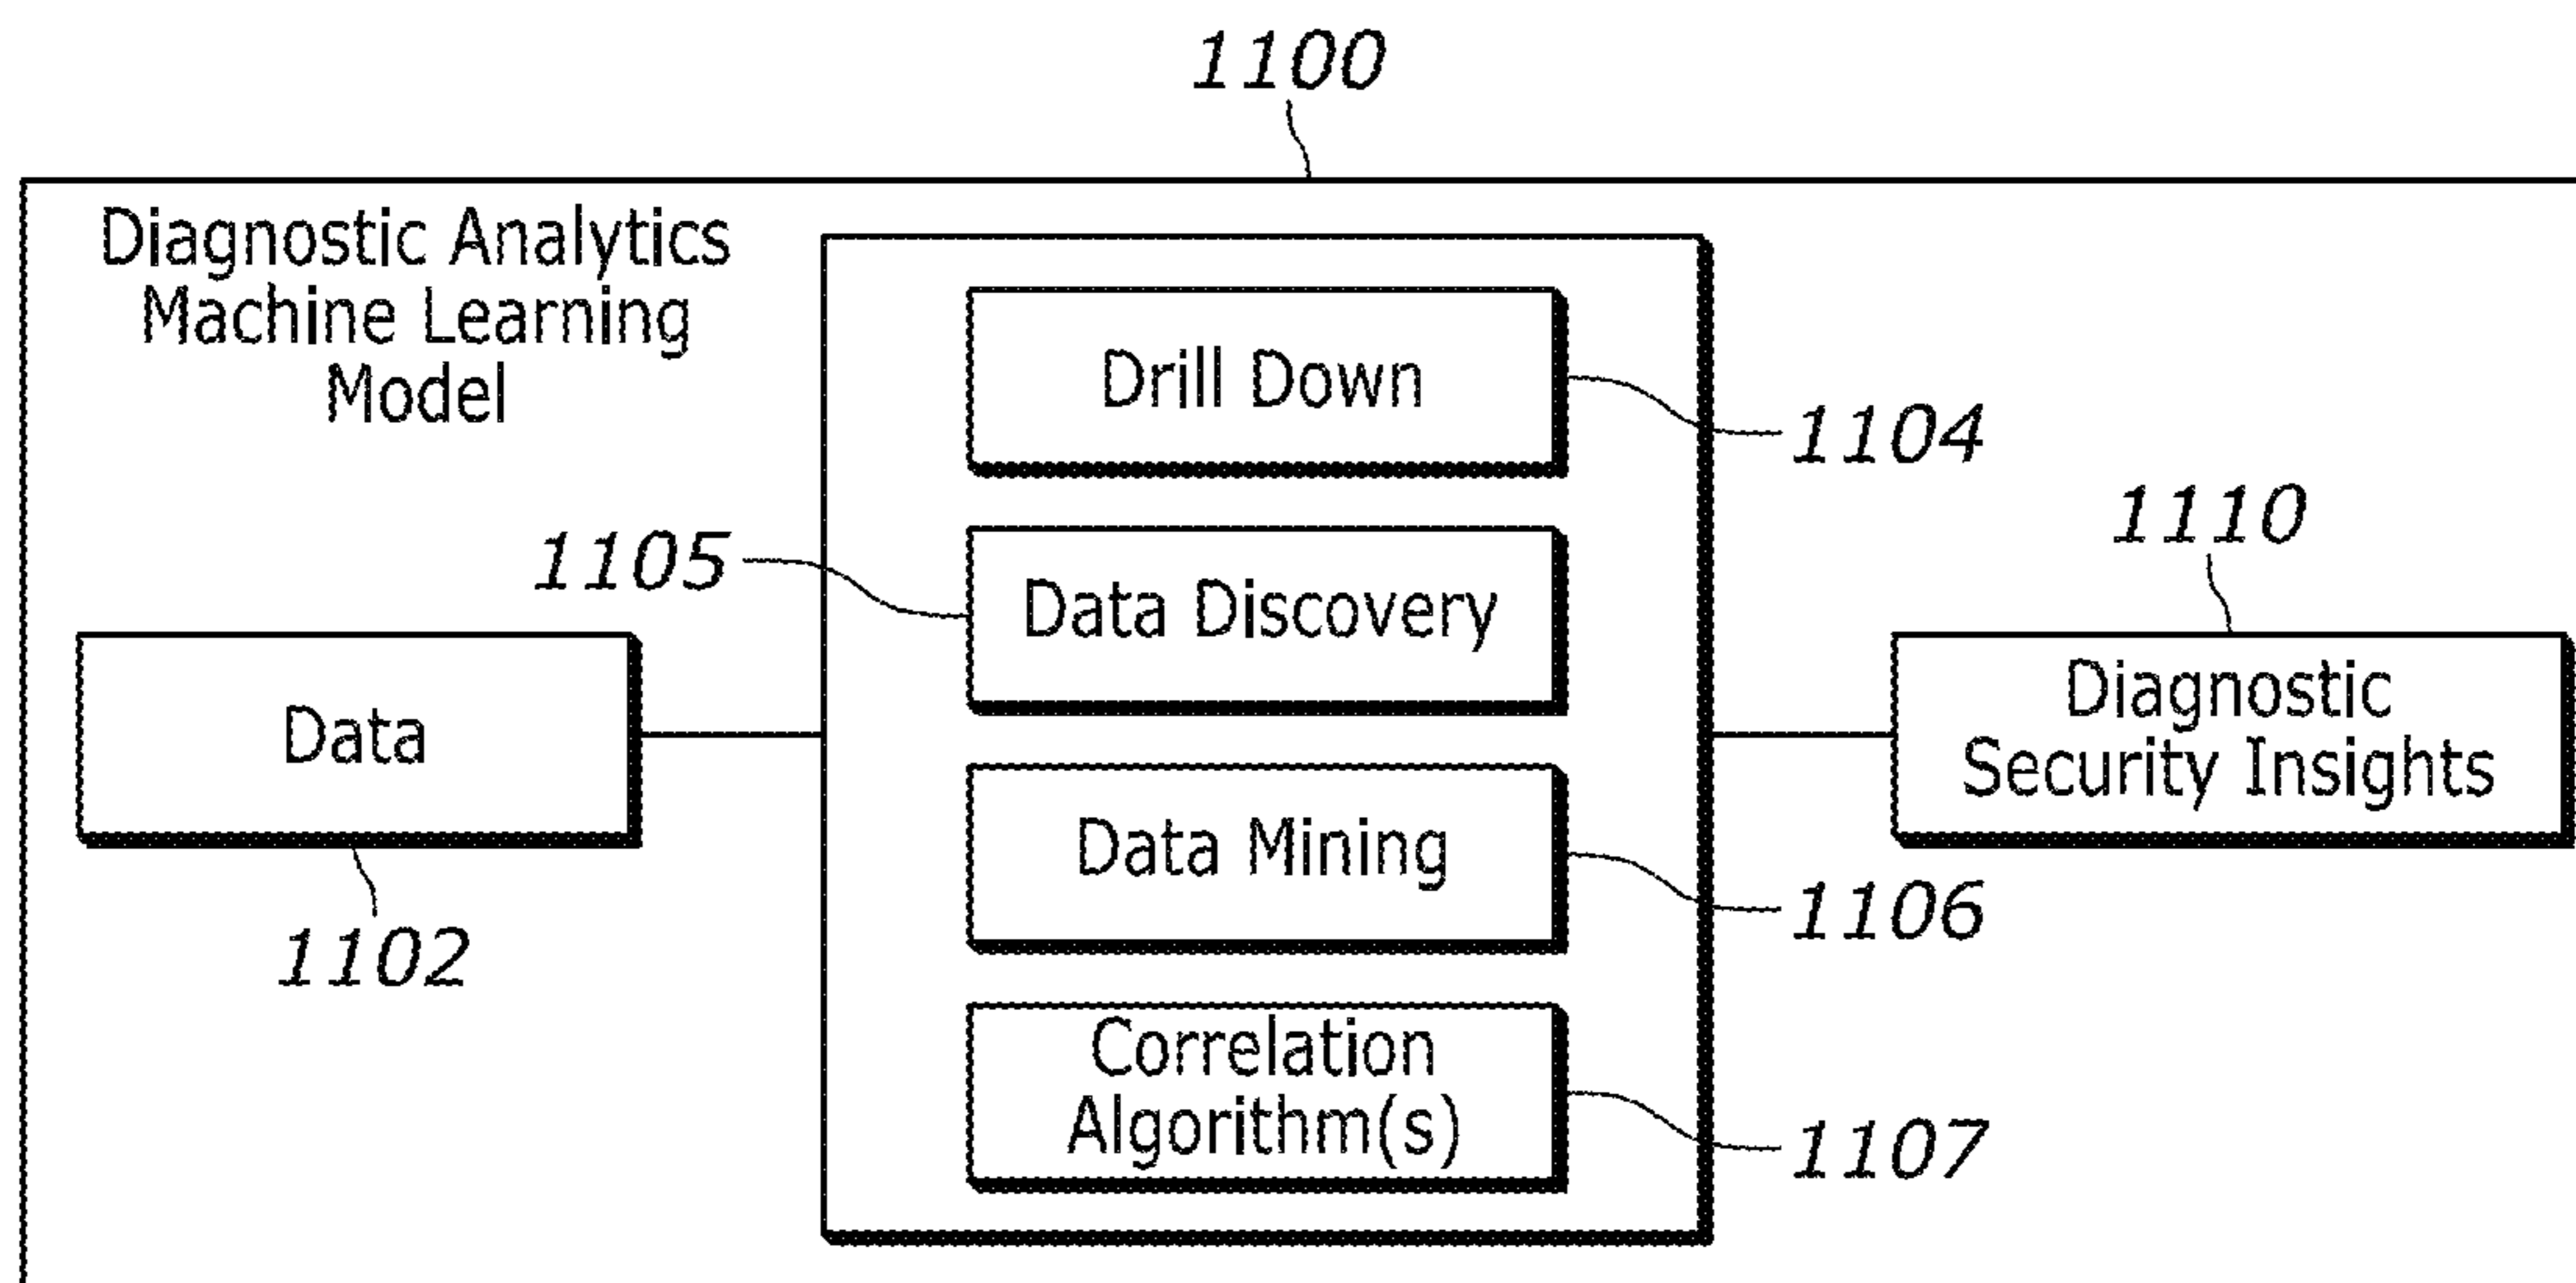 1100
Diagnostic Analytics
Machine Learning
Model
Drill Down
1104
1105
Data Discovery
1110
Data
1102
Diagnostic
Security Insights
Data Mining
1106
Correlation
Algorithm(s)
1107